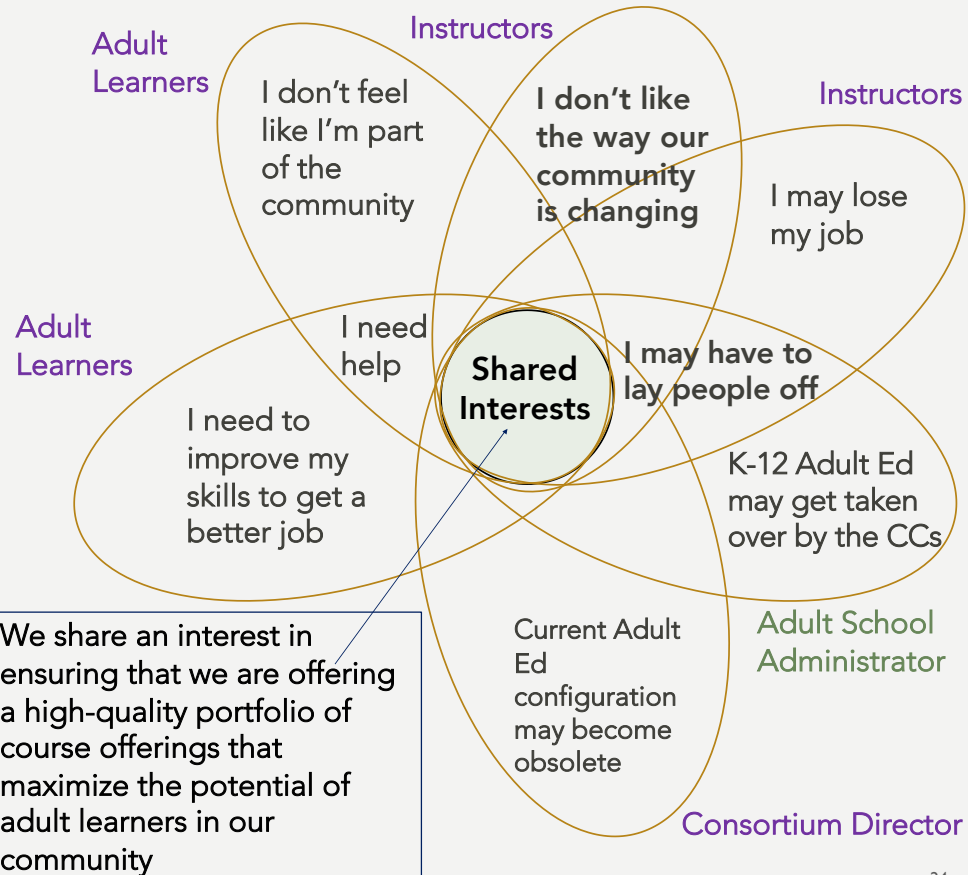 Adult
Learners
Instructors
Instructors
I don't feel
like I'm part
of the
community
I don't like
the way our
community
is changing
I may lose
my job
Adult
Learners
I need
help
Shared
Interests
I may have to
lay people off
I need to
improve my
skills to get a
better job
K-12 Adult Ed
may get taken
over by the CCs
Adult School
Administrator
Current Adult
Ed
configuration
may become
obsolete
Consortium Director
We share an interest in
ensuring that we are offering
a high-quality portfolio of
course offerings that
maximize the potential of
adult learners in our
community